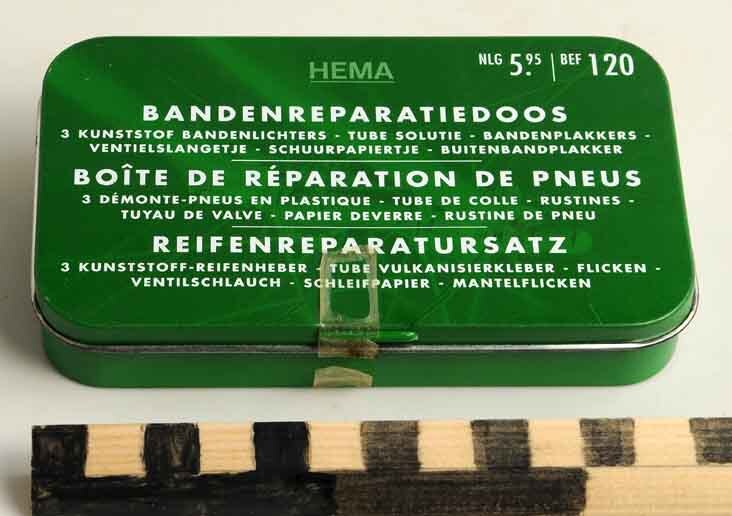 HEMA
NLG 5.95 | BEF 120
BANDENREPARATIEDOOS
3 KUNSTSTOF BANDENLICHTERS - TUBE SOLUTIE - BANDENPLAKKERS -
VENTIELSLANGETJE - SCHUURPAPIERTJE - BUITENBANDPLAKKER
BOÎTE DE RÉPARATION DE PNEUS
3 DÉMONTE-PNEUS EN PLASTIQUE - TUBE DE COLLE - RUSTINES -
TUYAU DE VALVE - PAPIER DEVERRE - RUSTINE DE PNEU
REIFENREPARATURSATZ
3 KUNSTSTOFF-REIFENHEBER - TUBE VULKANISIERKLEBER - FLICKEN -
VENTILSCHLAUCH - SCHLEIFPAPIER - MANTELFLICKEN